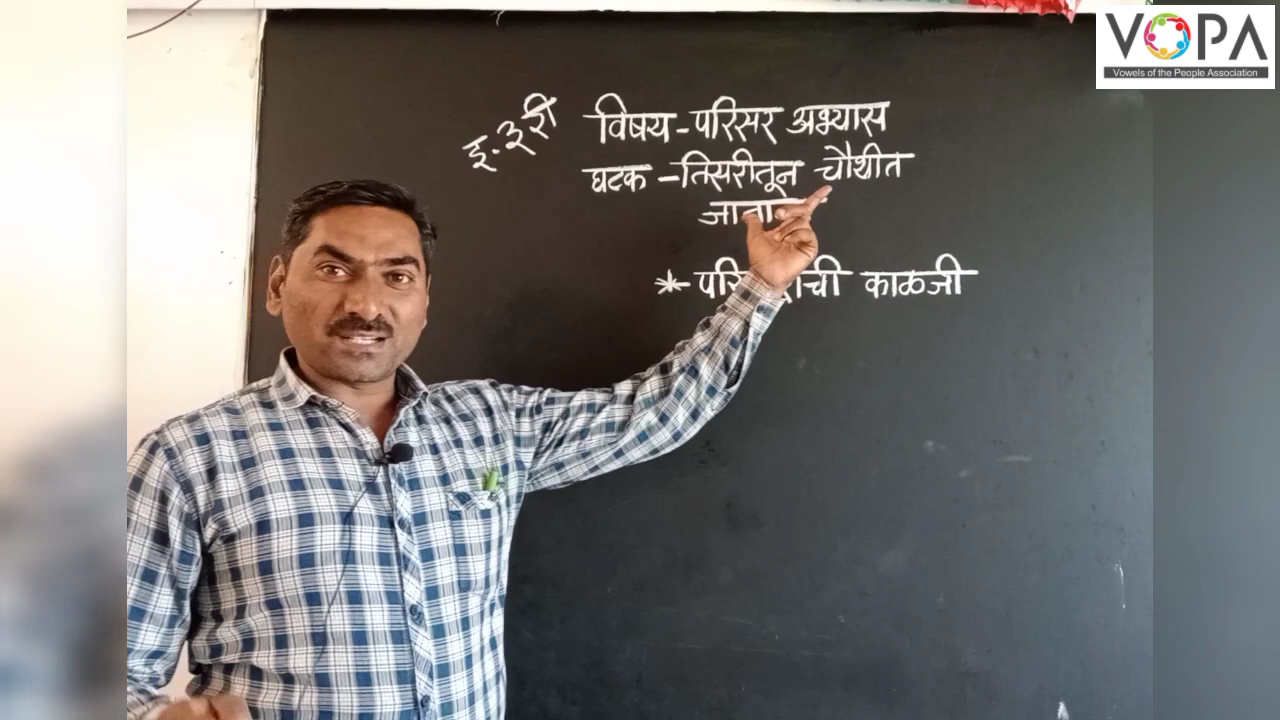 VOPA
Vowels of the People Association
इ. ३री
विषय - परिसर अभ्यास
घटक - तिसरीतून चौथीत
* - काळजी